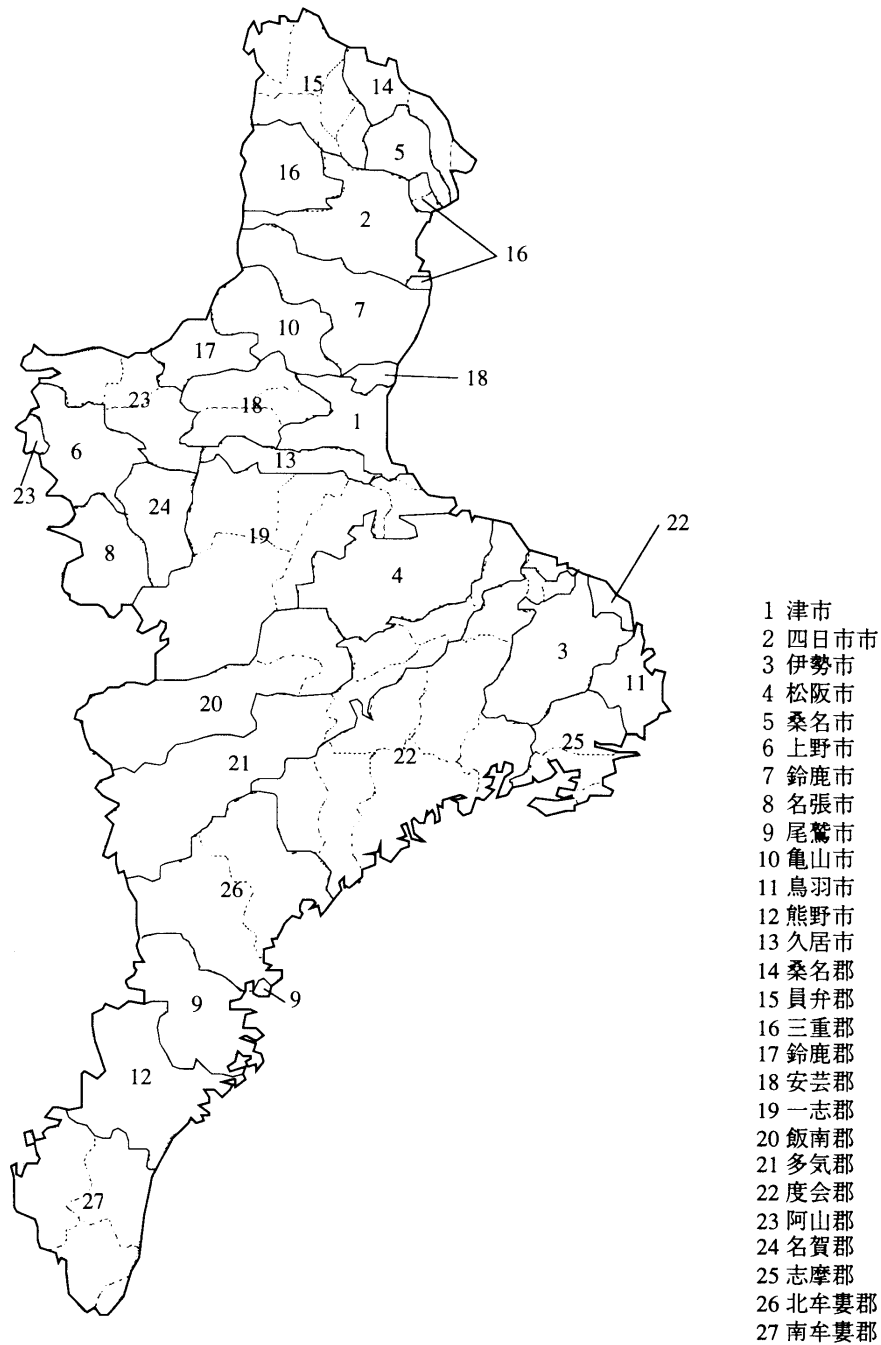 15
14
5
16
2
16
7
10
17
18
23
18
1
6
13
23
24
19
22
8
4
3
11
20
25
22
21
26
9
9
12
27
1 津市
2 四日市市
3 伊勢市
4 松阪市
5 桑名市
6 上野市
7 鈴鹿市
8 名張市
9 尾鷲市
10 亀山市
11 鳥羽市
12 熊野市
13 久居市
14 桑名郡
15 員弁郡
16 三重郡
17 鈴鹿郡
18 安芸郡
19 一志郡
20 飯南郡
21 多気郡
22 度会郡
23 阿山郡
24 名賀郡
25 志摩郡
26 北牟婁郡
27 南牟婁郡